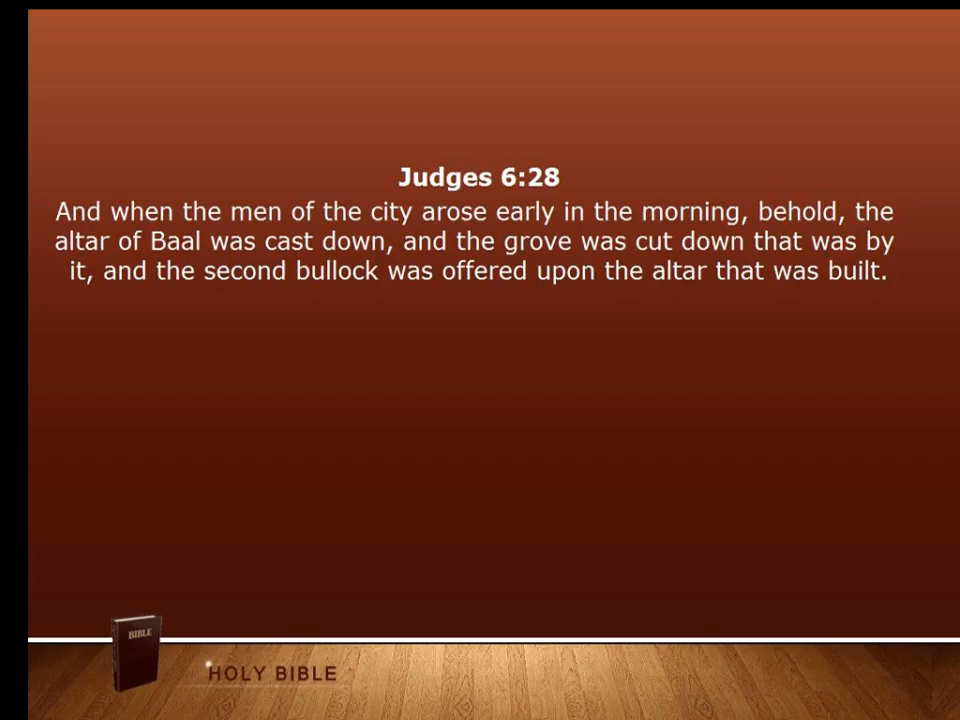 Judges 6:28
And when the men of the city arose early in the morning, behold, the
altar of Baal was cast down, and the grove was cut down that was by
it, and the second bullock was offered upon the altar that was built.
BIBLE
HOLY BIBLE